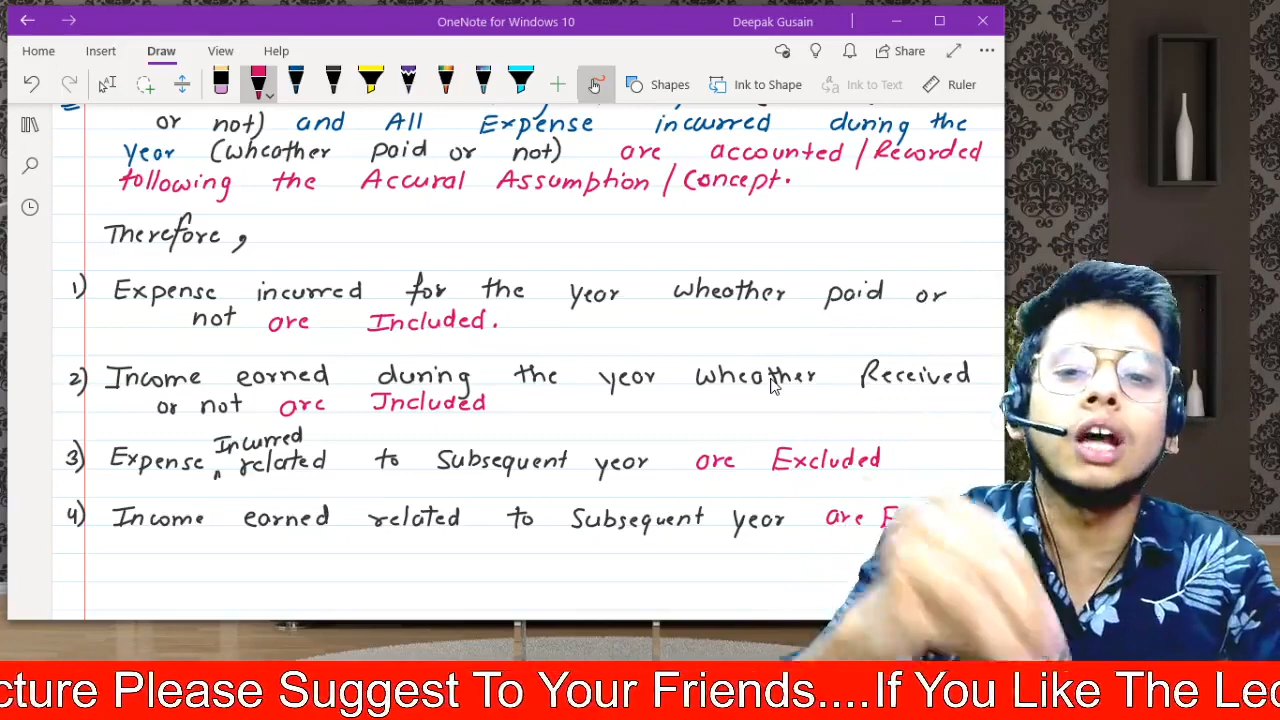 OneNote for Windows 10
Deepak Gusain
Home Insert Draw View Help
Share
Shapes Ink to Shape Ink to Text Ruler
or not) and All Expense incurred during the
year (wheather paid or not) are accounted/Recorded
following the Accural Assumption/Concept.
Therefore,
1) Expense incurred for the year wheother paid or
not are Included.
2) Income earned during the year wheather Received
or not are Included
3) Expense Incurred related to Subsequent year are Excluded
4) Income earned related to Subsequent year are
cture Please Suggest To Your Friends....If You Like The Lec